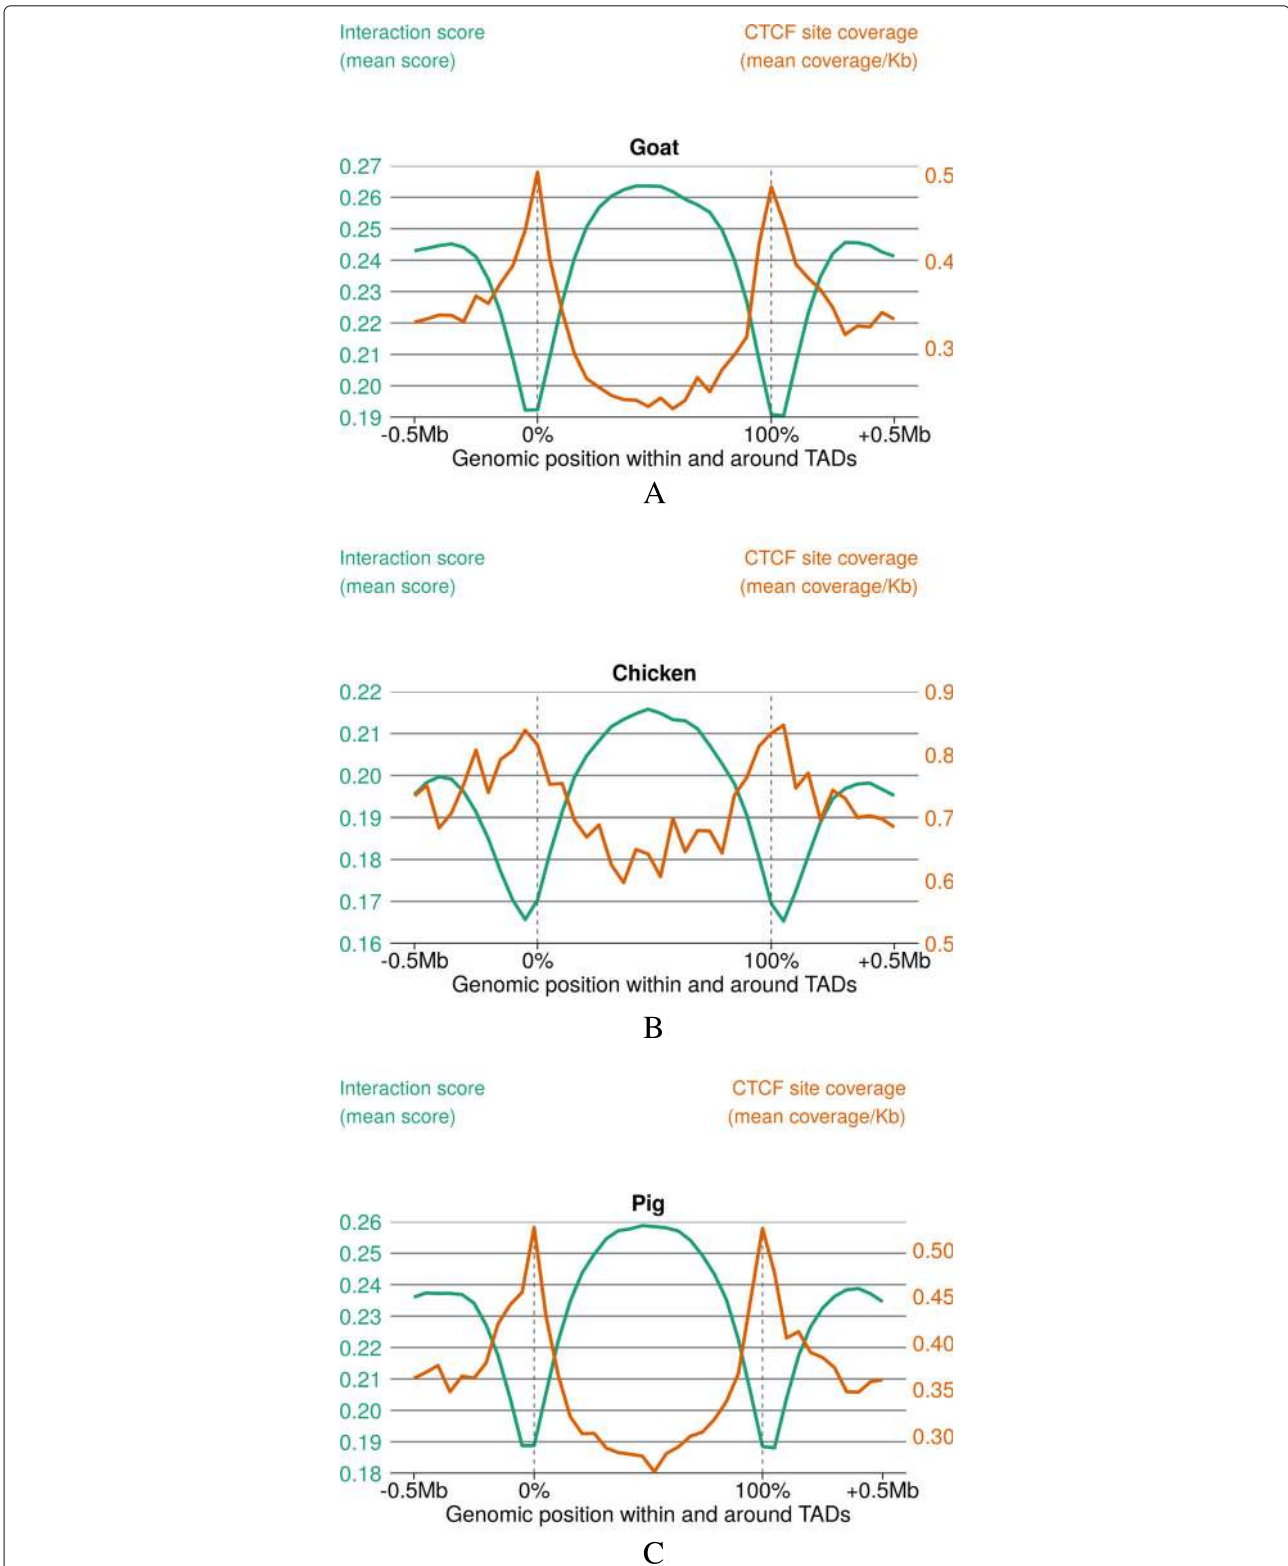 Interaction score CTCF site coverage
(mean score) (mean coverage/Kb)
Goat
0.27
0.5
0.26
0.25
0.24 0.4
0.23
0.22
0.3
0.21
0.20
0.19
-0.5Mb 0% 100% +0.5Mb
Genomic position within and around TADs
A
Interaction score CTCF site coverage
(mean score) (mean coverage/Kb)
Chicken
0.22 0.9
0.21
0.8
0.20
0.19 0.7
0.18
0.6
0.17
0.16 0.5
-0.5Mb 0% 100% +0.5Mb
Genomic position within and around TADs
B
Interaction score CTCF site coverage
(mean score) (mean coverage/Kb)
Pig
0.26
0.25 0.50
0.24
0.45
0.23
0.22 0.40
0.21
0.35
0.20
0.19 0.30
0.18
-0.5Mb 0% 100% +0.5Mb
Genomic position within and around TADs
C